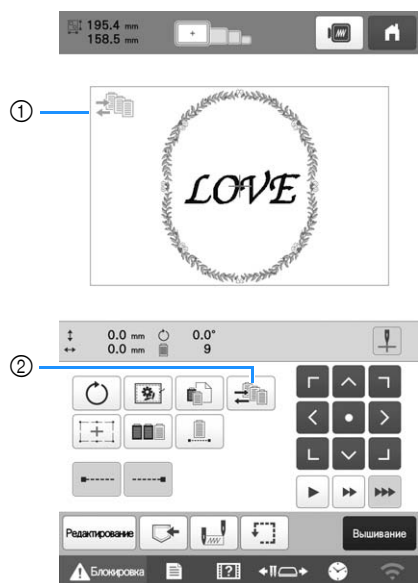 195.4 mm
158.5 mm
①
LOVE
0.0 mm 0.0°
0.0 mm 9
②
Редактирование Вышивание
Блокировка